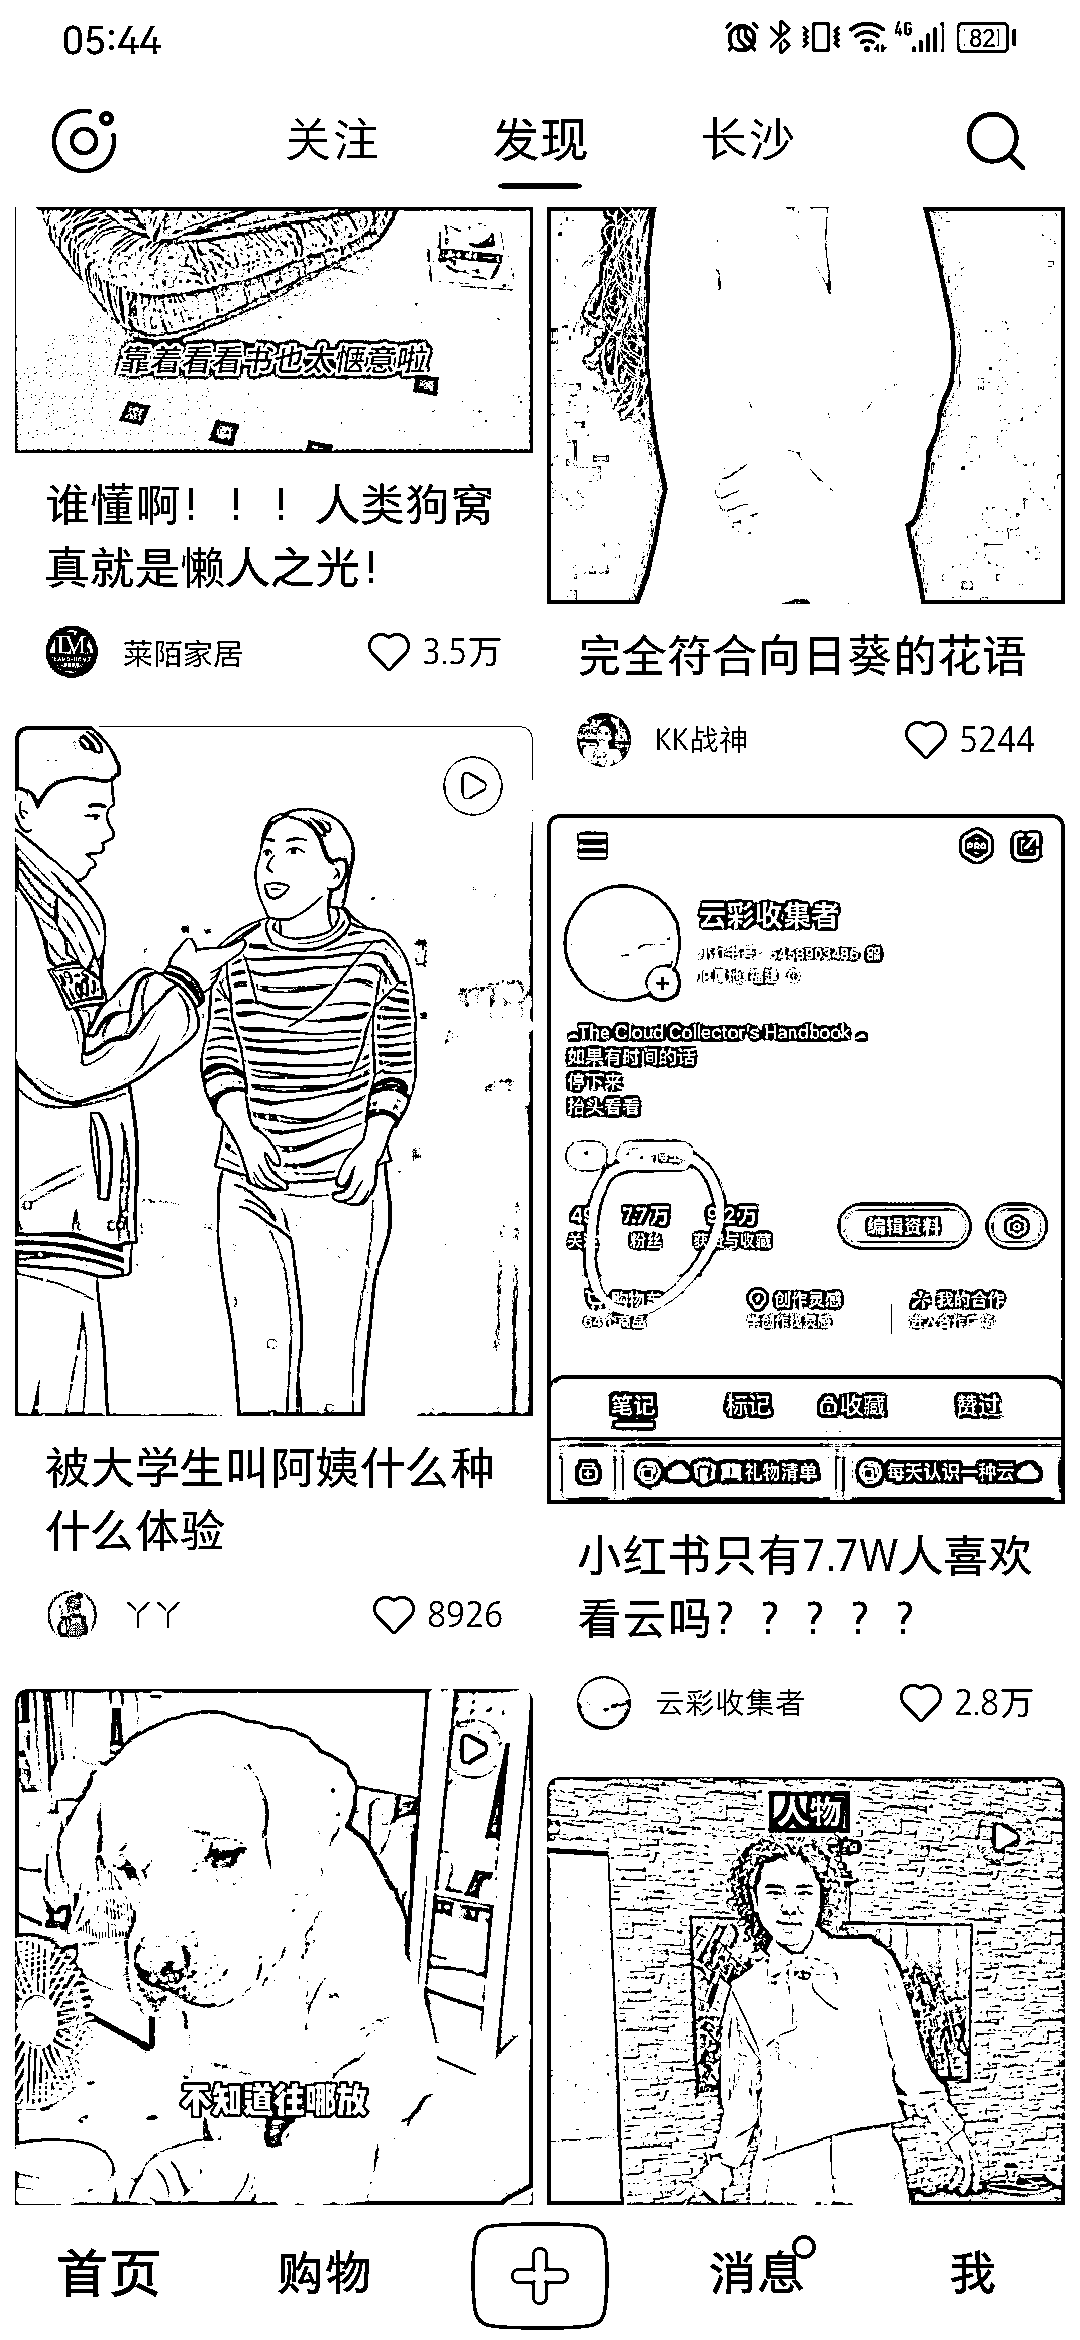 05:44
4G
82
关注
发现
长沙
靠着看看书也太惬意啦
谁懂啊！！！人类狗窝
真就是懒人之光！
莱陌家居
3.5万
完全符合向日葵的花语
KK战神
5244
被大学生叫阿姨什么种
什么体验
丫丫
8926
PRO
云彩收集者
The Cloud Collector's Handbook
如果有时间的话
停下来
抬头看看
7.7万
粉丝
编辑资料
创作灵感
我的合作
笔记
标记
收藏
赞过
礼物清单
每天认识一种云
小红书只有7.7W人喜欢
看云吗？？？？？
云彩收集者
2.8万
不知道往哪放
人物
首页
购物
消息
我